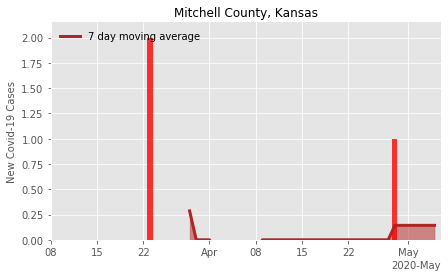 Mitchell County, Kansas
7 day moving average
New Covid-19 Cases
2.00
1.75
1.50
1.25
1.00
0.75
0.50
0.25
0.00
08 15 22 Apr 08 15 22 May
2020-May